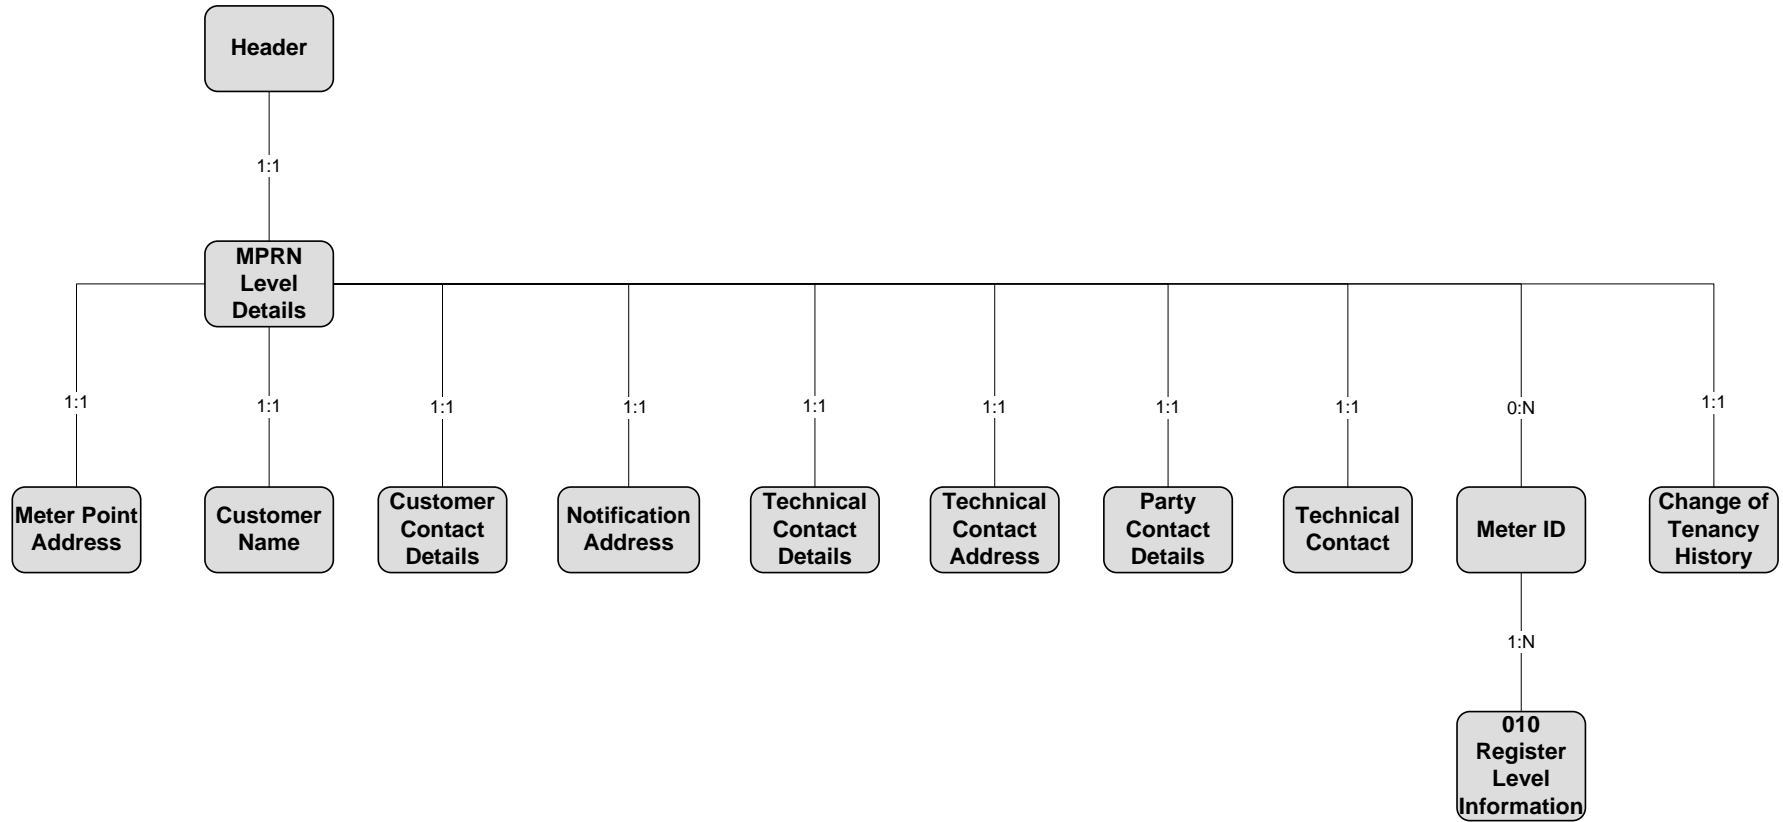 Header
1:1
MPRN
Level
Details
1:1
1:1
1:1
1:1
1:1
1:1
1:1
1:1
0:N
1:1
Meter Point
Address
Customer
Name
Customer
Contact
Details
Notification
Address
Technical
Contact
Details
Technical
Contact
Address
Party
Contact
Details
Technical
Contact
Meter ID
Change of
Tenancy
History
1:N
010
Register
Level
Information